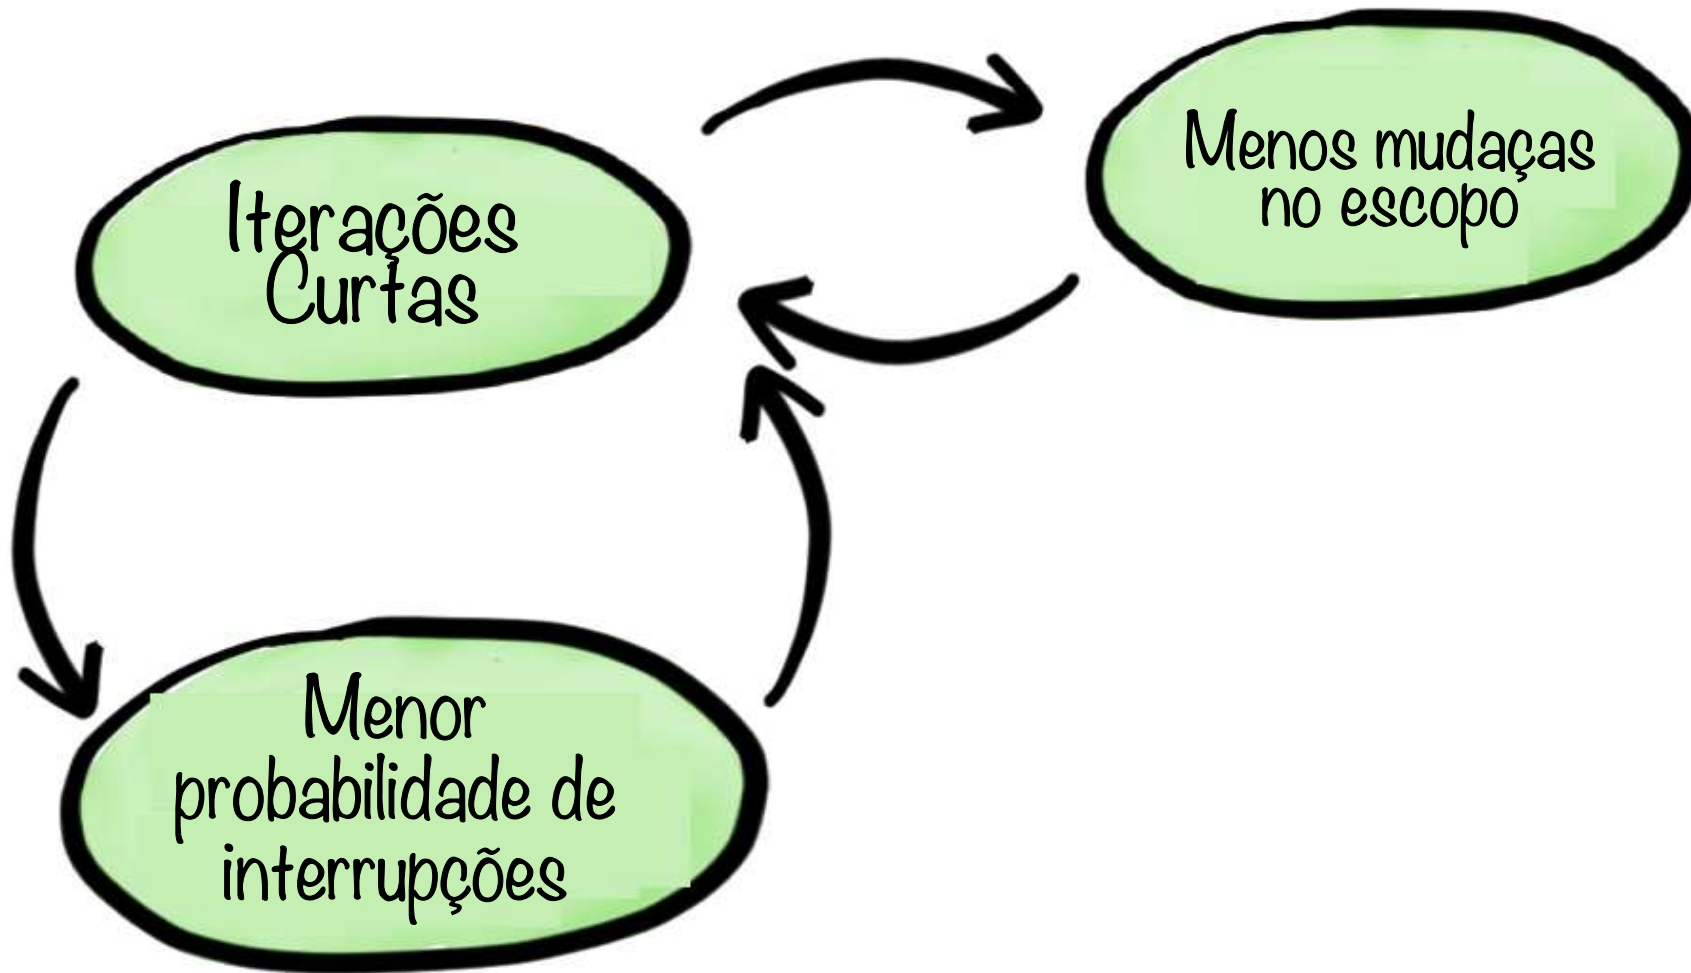 Iterações
Curtas
Menos mudaças
no escopo
Menor
probabilidade de
interrupções